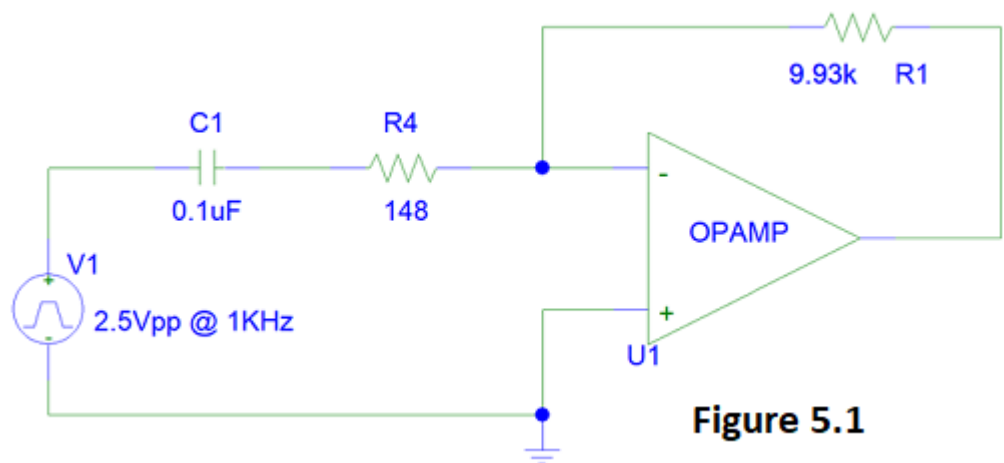 9.93k R1
C1
R4
0.1uF
148
-
OPAMP
V1
+
2.5Vpp @ 1KHz
-
+
U1
Figure 5.1